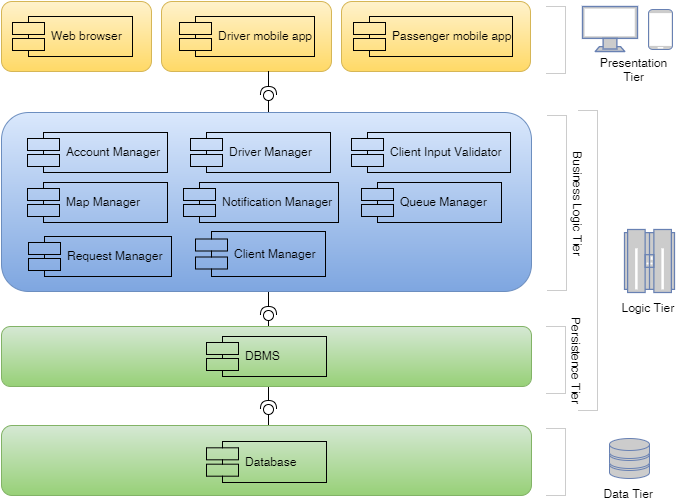 Web browser
Driver mobile app
Passenger mobile app
Presentation
Tier
Account Manager
Driver Manager
Client Input Validator
Map Manager
Notification Manager
Queue Manager
Request Manager
Client Manager
Business Logic Tier
Logic Tier
DBMS
Persistence Tier
Database
Data Tier